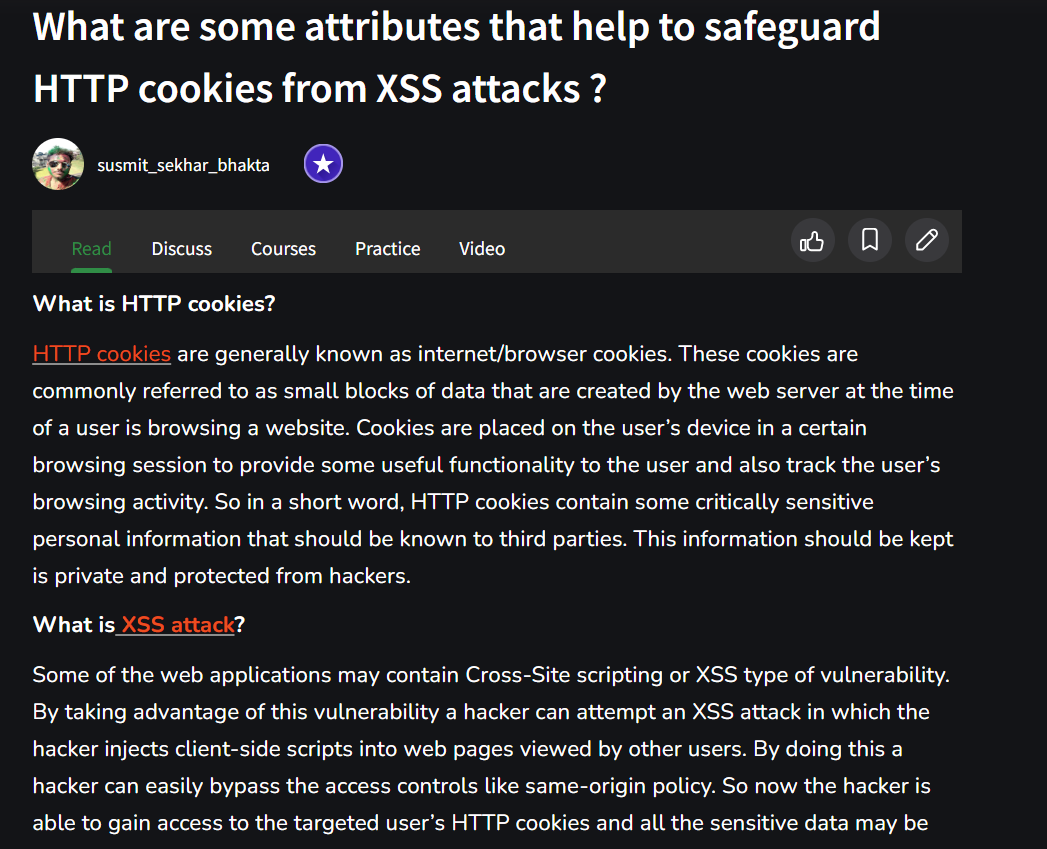 What are some attributes that help to safeguard
HTTP cookies from XSS attacks ?
susmit_sekhar_bhakta
Read Discuss Courses Practice Video
What is HTTP cookies?
HTTP cookies are generally known as internet/browser cookies. These cookies are
commonly referred to as small blocks of data that are created by the web server at the time
of a user is browsing a website. Cookies are placed on the user’s device in a certain
browsing session to provide some useful functionality to the user and also track the user’s
browsing activity. So in a short word, HTTP cookies contain some critically sensitive
personal information that should be known to third parties. This information should be kept
is private and protected from hackers.
What is XSS attack?
Some of the web applications may contain Cross-Site scripting or XSS type of vulnerability.
By taking advantage of this vulnerability a hacker can attempt an XSS attack in which the
hacker injects client-side scripts into web pages viewed by other users. By doing this a
hacker can easily bypass the access controls like same-origin policy. So now the hacker is
able to gain access to the targeted user’s HTTP cookies and all the sensitive data may be